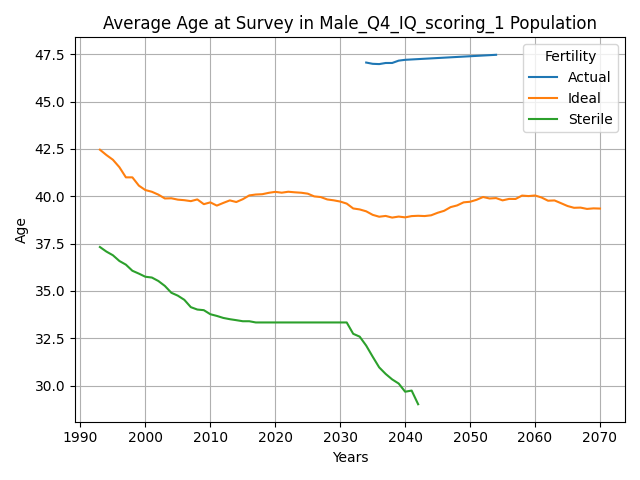 Average Age at Survey in Male_Q4_IQ_scoring_1 Population
Fertility
Actual
Ideal
Sterile
Age
47.5
45.0
42.5
40.0
37.5
35.0
32.5
30.0
1990 2000 2010 2020 2030 2040 2050 2060 2070
Years